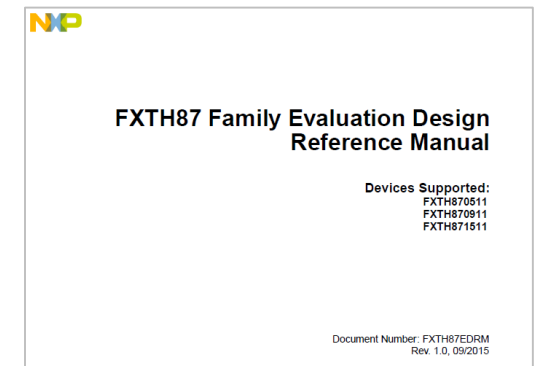 NXP
FXTH87 Family Evaluation Design
Reference Manual
Devices Supported:
FXTH870511
FXTH870911
FXTH871511
Document Number: FXTH87EDRM
Rev. 1.0, 09/2015